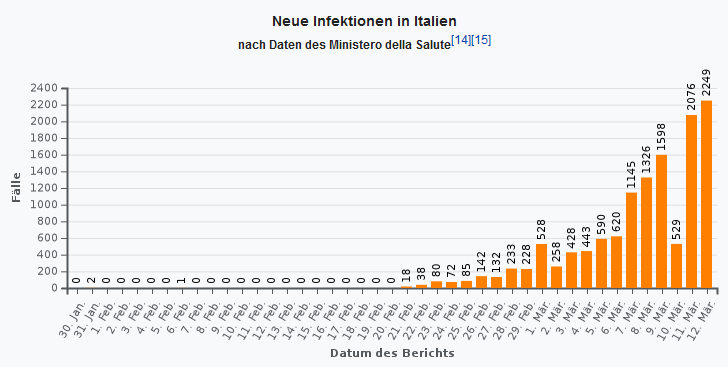 Neue Infektionen in Italien
nach Daten des Ministero della Salute[14][15]
Fälle
2400
2200
2000
1800
1600
1400
1200
1000
800
600
400
200
0
0 2 0 0 0 0 0 1 0 0 0 0 0 0 0 0 0 0 0 0 0 0 18 38 80 72 85 142 132 233 228 528 258 428 443 590 620 1145 1326 1598 529 2076 2249
30. Jan. 31. Jan. 1. Feb. 2. Feb. 3. Feb. 4. Feb. 5. Feb. 6. Feb. 7. Feb. 8. Feb. 9. Feb. 10. Feb. 11. Feb. 12. Feb. 13. Feb. 14. Feb. 15. Feb. 16. Feb. 17. Feb. 18. Feb. 19. Feb. 20. Feb. 21. Feb. 22. Feb. 23. Feb. 24. Feb. 25. Feb. 26. Feb. 27. Feb. 28. Feb. 29. Feb. 1. Mär. 2. Mär. 3. Mär. 4. Mär. 5. Mär. 6. Mär. 7. Mär. 8. Mär. 9. Mär. 10. Mär. 11. Mär. 12. Mär.
Datum des Berichts